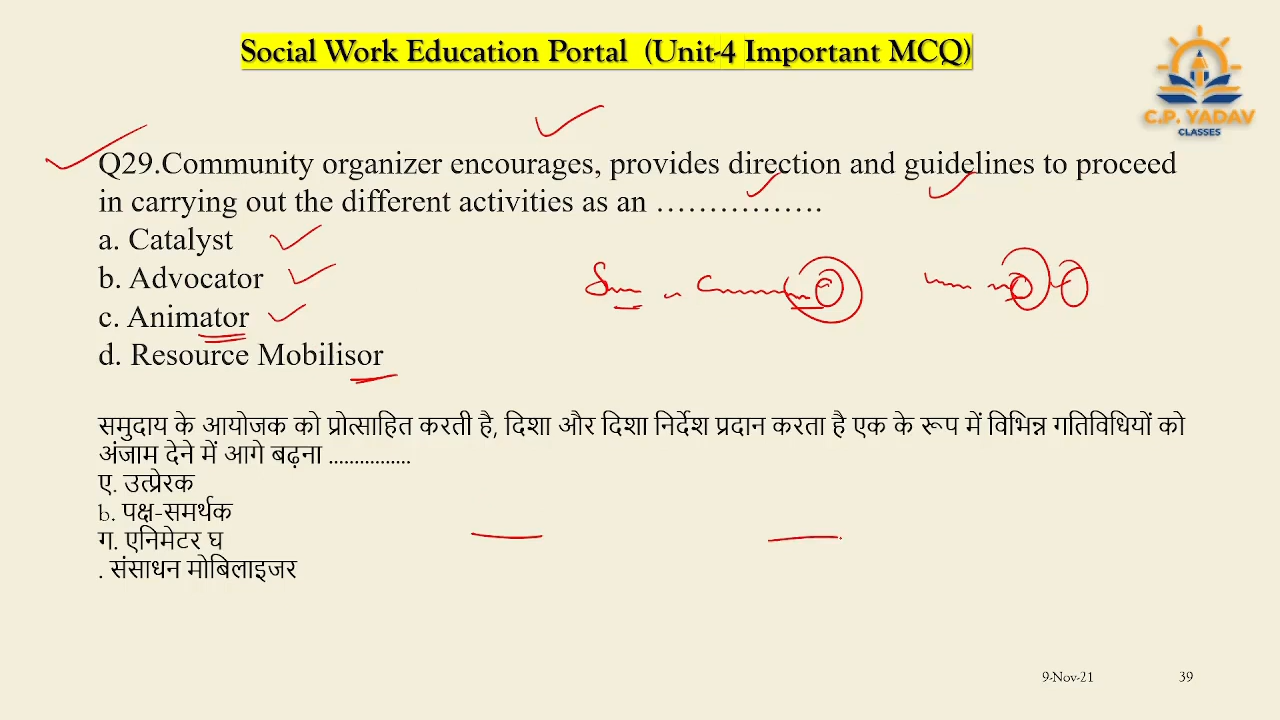 Social Work Education Portal (Unit-4 Important MCQ)
C.P. YADAV
CLASSES
Q29.Community organizer encourages, provides direction and guidelines to proceed
in carrying out the different activities as an …………….
a. Catalyst
b. Advocator
c. Animator
d. Resource Mobilisor
समुदाय के आयोजक को प्रोत्साहित करती है, दिशा और दिशा निर्देश प्रदान करता है एक के रूप में विभिन्न गतिविधियों को
अंजाम देने में आगे बढ़ना ................
ए. उत्प्रेरक
b. पक्ष-समर्थक
ग. एनिमेटर घ
. संसाधन मोबिलाइजर
9-Nov-21 39